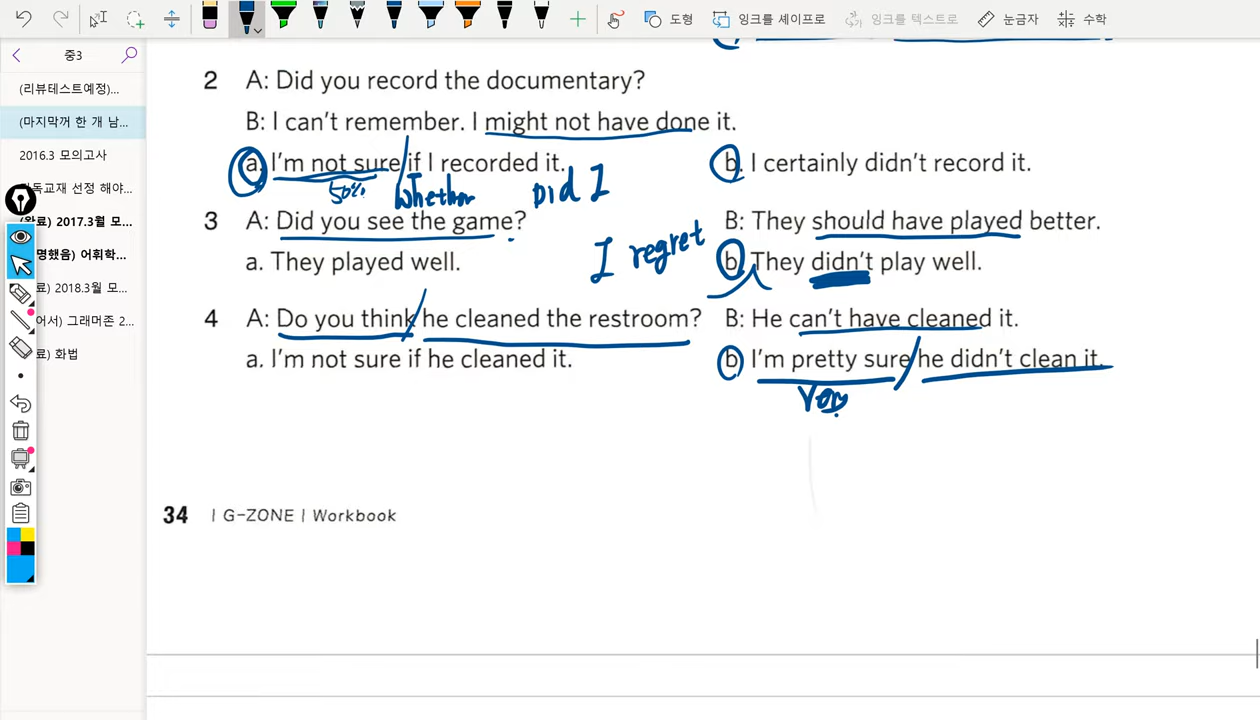 도형 잉크를 셰이프로 잉크를 텍스트로 눈금자 수학
중3
(리뷰테스트예정)...
(마지막꺼 한 개 남...
2016.3 모의고사
독교재 선정 해야...
2017.3월 모...
명했음) 어휘학...
료) 2018.3월 모...
어서) 그래머존 2...
료) 화법
2 A: Did you record the documentary?
B: I can't remember. I might not have done it.
a. I'm not sure if I recorded it. b. I certainly didn't record it.
50% whether Did I
3 A: Did you see the game? B: They should have played better.
I regret
a. They played well. b. They didn't play well.
4 A: Do you think he cleaned the restroom? B: He can't have cleaned it.
a. I'm not sure if he cleaned it. b I'm pretty sure he didn't clean it.
very
34 | G-ZONE | Workbook